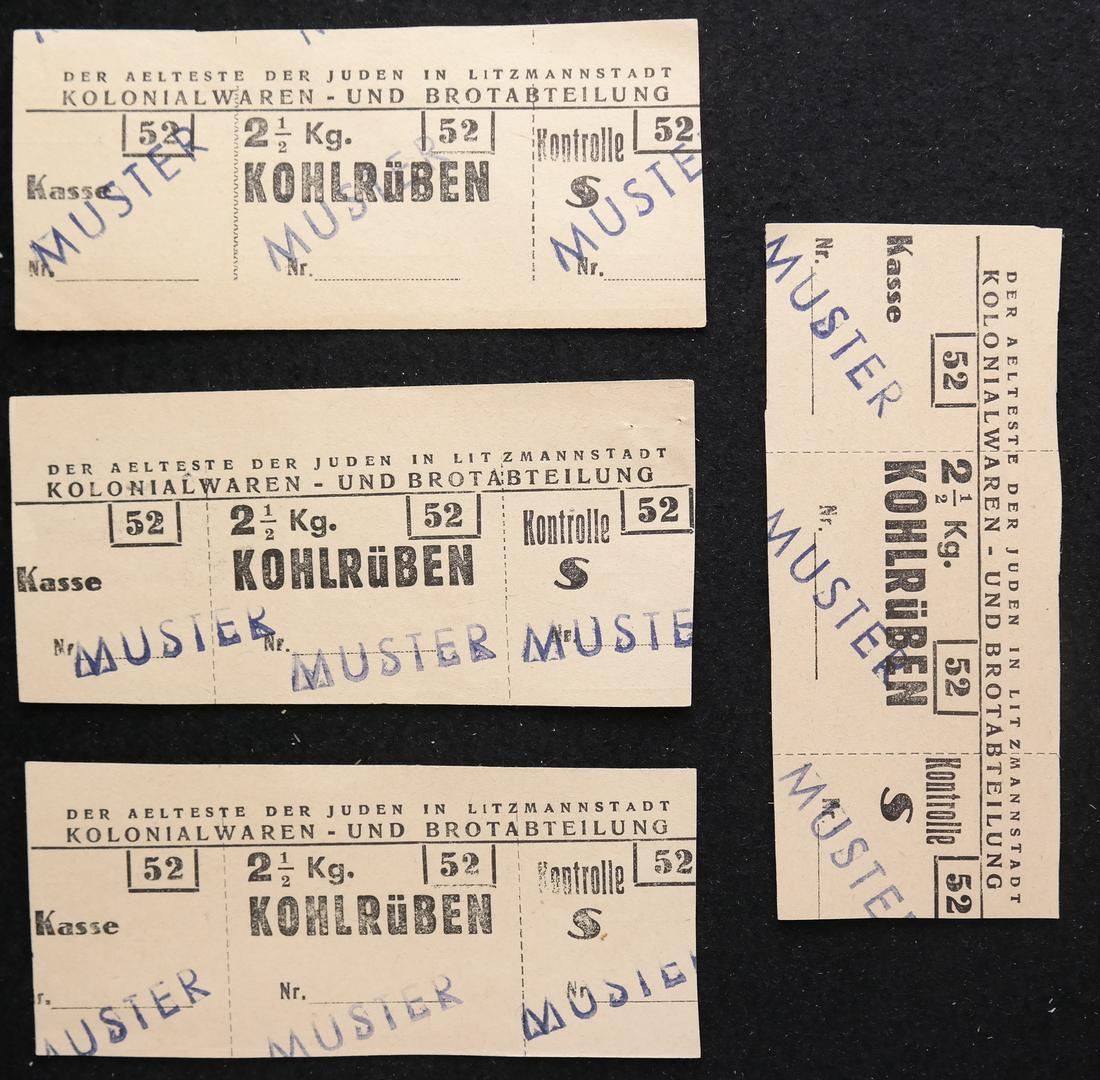 DER AELTESTE DER JUDEN IN LITZMANNSTADT
KOLONIALWAREN - UND BROTABTEILUNG
52 2 1/2 Kg. 52 Kontrolle 52
Kasse KOHLRüBEN S
MUSTER MUSTER MUSTER
Nr. Nr. Nr.
DER AELTESTE DER JUDEN IN LITZMANNSTADT
KOLONIALWAREN - UND BROTABTEILUNG
52 2 1/2 Kg. 52 Kontrolle 52
Kasse KOHLRüBEN S
Nr. Nr. Nr.
MUSTER MUSTER MUSTE
DER AELTESTE DER JUDEN IN LITZMANNSTADT
KOLONIALWAREN - UND BROTABTEILUNG
52 2 1/2 Kg. 52 Kontrolle 52
Kasse KOHLRüBEN S
r. Nr. Nr.
USTER MUSTER MUSTE
DER AELTESTE DER JUDEN IN LITZMANNSTADT
KOLONIALWAREN - UND BROTABTEILUNG
52 2 1/2 Kg. 52 Kontrolle 52
Kasse KOHLRÜBEN S
Nr. Nr. Nr.
MUSTER MUSTER MUSTER